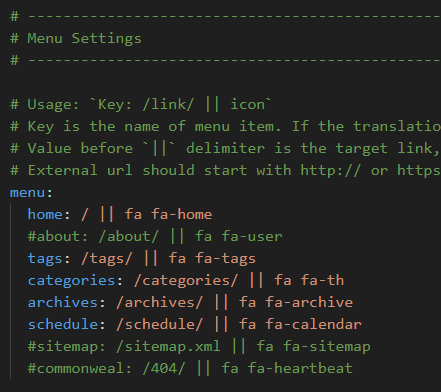 # -----------------------------------------------
# Menu Settings
# -----------------------------------------------
# Usage: `Key: /link/ || icon`
# Key is the name of menu item. If the translatio
# Value before `||` delimiter is the target link,
# External url should start with http:// or https
menu:
home: / || fa fa-home
#about: /about/ || fa fa-user
tags: /tags/ || fa fa-tags
categories: /categories/ || fa fa-th
archives: /archives/ || fa fa-archive
schedule: /schedule/ || fa fa-calendar
#sitemap: /sitemap.xml || fa fa-sitemap
#commonweal: /404/ || fa fa-heartbeat